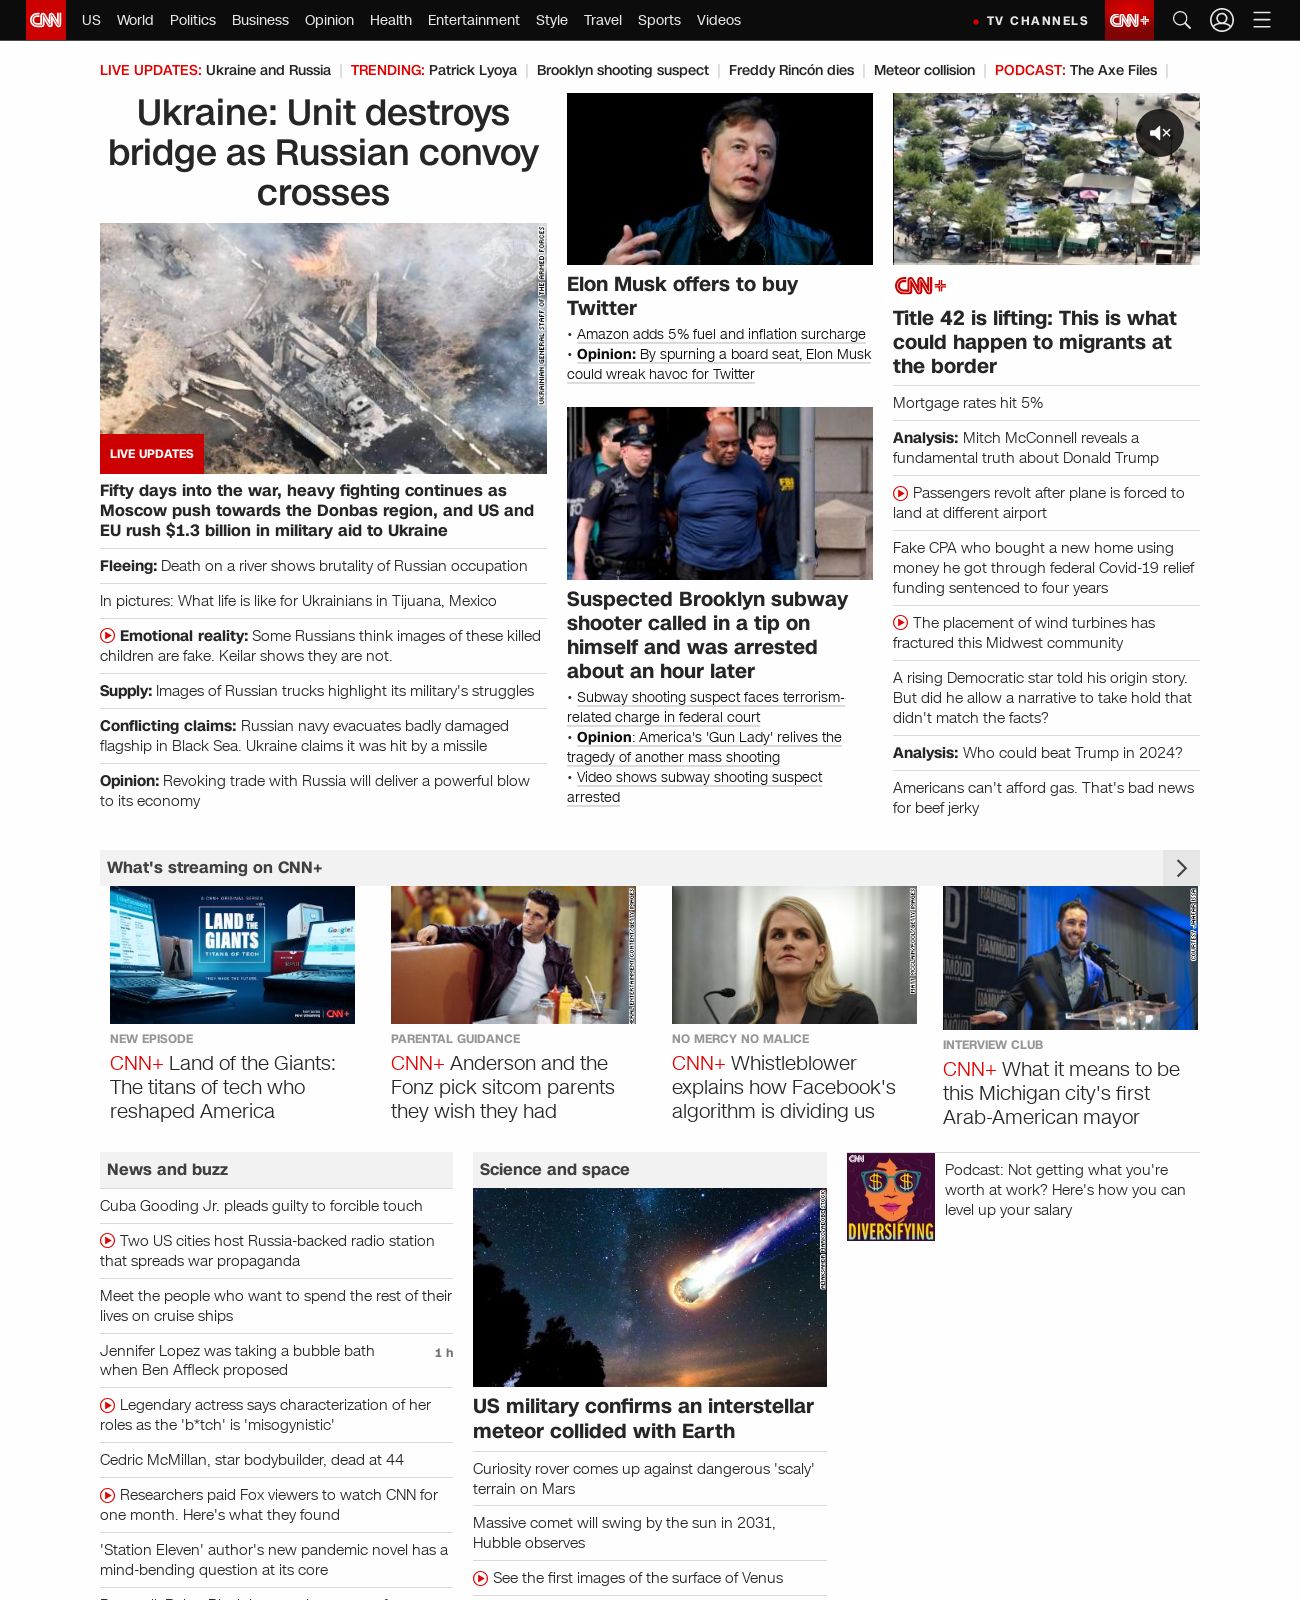 CNN US World Politics Business Opinion Health Entertainment Style Travel Sports Videos TV CHANNELS CNN+
LIVE UPDATES: Ukraine and Russia TRENDING: Patrick Lyoya Brooklyn shooting suspect Freddy Rincón dies Meteor collision PODCAST: The Axe Files
Ukraine: Unit destroys
bridge as Russian convoy
crosses
UKRAINIAN GENERAL STAFF OF THE ARMED FORCES
LIVE UPDATES
Fifty days into the war, heavy fighting continues as
Moscow push towards the Donbas region, and US and
EU rush $1.3 billion in military aid to Ukraine
Fleeing: Death on a river shows brutality of Russian occupation
In pictures: What life is like for Ukrainians in Tijuana, Mexico
Emotional reality: Some Russians think images of these killed
children are fake. Keilar shows they are not.
Supply: Images of Russian trucks highlight its military's struggles
Conflicting claims: Russian navy evacuates badly damaged
flagship in Black Sea. Ukraine claims it was hit by a missile
Opinion: Revoking trade with Russia will deliver a powerful blow
to its economy
Elon Musk offers to buy
Twitter
• Amazon adds 5% fuel and inflation surcharge
• Opinion: By spurning a board seat, Elon Musk
could wreak havoc for Twitter
FBI
Suspected Brooklyn subway
shooter called in a tip on
himself and was arrested
about an hour later
• Subway shooting suspect faces terrorism-
related charge in federal court
• Opinion: America's 'Gun Lady' relives the
tragedy of another mass shooting
• Video shows subway shooting suspect
arrested
CNN+
Title 42 is lifting: This is what
could happen to migrants at
the border
Mortgage rates hit 5%
Analysis: Mitch McConnell reveals a
fundamental truth about Donald Trump
Passengers revolt after plane is forced to
land at different airport
Fake CPA who bought a new home using
money he got through federal Covid-19 relief
funding sentenced to four years
The placement of wind turbines has
fractured this Midwest community
A rising Democratic star told his origin story.
But did he allow a narrative to take hold that
didn't match the facts?
Analysis: Who could beat Trump in 2024?
Americans can't afford gas. That's bad news
for beef jerky
What's streaming on CNN+
A CNN+ ORIGINAL SERIES
LAND OF
THE
GIANTS
TITANS OF TECH
THEY MADE THE FUTURE
Google
CNN+
NEW EPISODE
CNN+ Land of the Giants:
The titans of tech who
reshaped America
PARENTAL GUIDANCE
CNN+ Anderson and the
Fonz pick sitcom parents
they wish they had
NO MERCY NO MALICE
CNN+ Whistleblower
explains how Facebook's
algorithm is dividing us
HAMMOUD
INTERVIEW CLUB
CNN+ What it means to be
this Michigan city's first
Arab-American mayor
News and buzz
Cuba Gooding Jr. pleads guilty to forcible touch
Two US cities host Russia-backed radio station
that spreads war propaganda
Meet the people who want to spend the rest of their
lives on cruise ships
Jennifer Lopez was taking a bubble bath 1 h
when Ben Affleck proposed
Legendary actress says characterization of her
roles as the 'b*tch' is 'misogynistic'
Cedric McMillan, star bodybuilder, dead at 44
Researchers paid Fox viewers to watch CNN for
one month. Here's what they found
'Station Eleven' author's new pandemic novel has a
mind-bending question at its core
Science and space
US military confirms an interstellar
meteor collided with Earth
Curiosity rover comes up against dangerous 'scaly'
terrain on Mars
Massive comet will swing by the sun in 2031,
Hubble observes
See the first images of the surface of Venus
CNN
DIVERSIFYING
Podcast: Not getting what you're
worth at work? Here's how you can
level up your salary